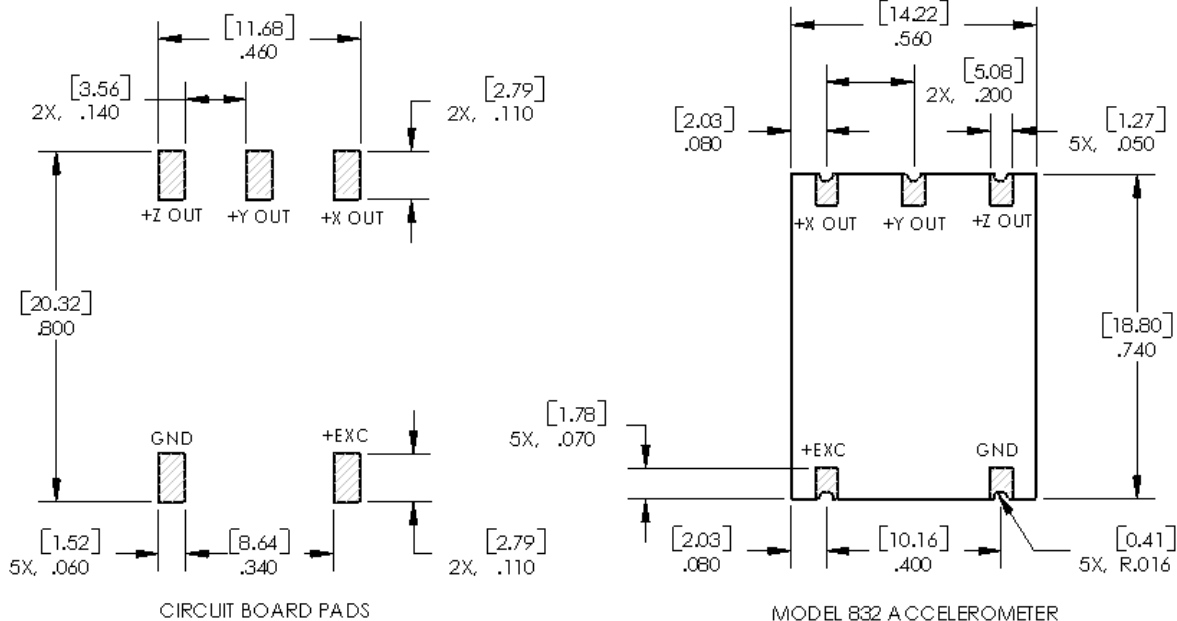 [11.68]
.460
[3.56]
2X, .140
[2.79]
2X, .110
+Z OUT
+Y OUT
+X OUT
[20.32]
.800
GND
+EXC
[1.52]
5X, .060
[8.64]
.340
[2.79]
2X, .110
CIRCUIT BOARD PADS
[14.22]
.560
[5.08]
2X, .200
[2.03]
.080
[1.27]
5X, .050
+X OUT
+Y OUT
+Z OUT
[18.80]
.740
[1.78]
5X, .070
+EXC
GND
[2.03]
.080
[10.16]
.400
[0.41]
5X, R.016
MODEL 832 ACCELEROMETER